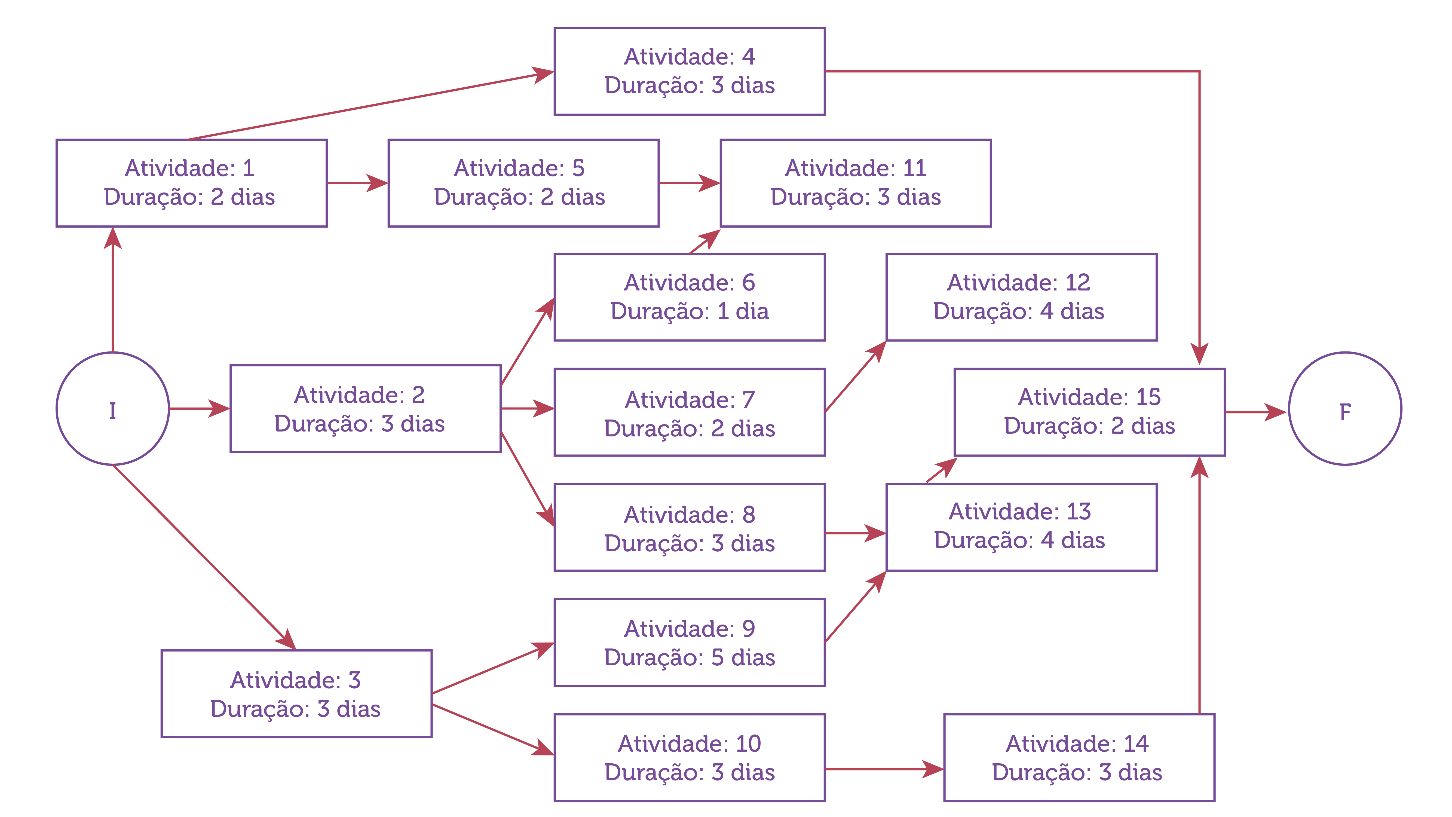 Atividade: 4
Duração: 3 dias
Atividade: 1
Duração: 2 dias
Atividade: 5
Duração: 2 dias
Atividade: 11
Duração: 3 dias
Atividade: 6
Duração: 1 dia
Atividade: 12
Duração: 4 dias
I
Atividade: 2
Duração: 3 dias
Atividade: 7
Duração: 2 dias
Atividade: 15
Duração: 2 dias
F
Atividade: 8
Duração: 3 dias
Atividade: 13
Duração: 4 dias
Atividade: 9
Duração: 5 dias
Atividade: 3
Duração: 3 dias
Atividade: 10
Duração: 3 dias
Atividade: 14
Duração: 3 dias